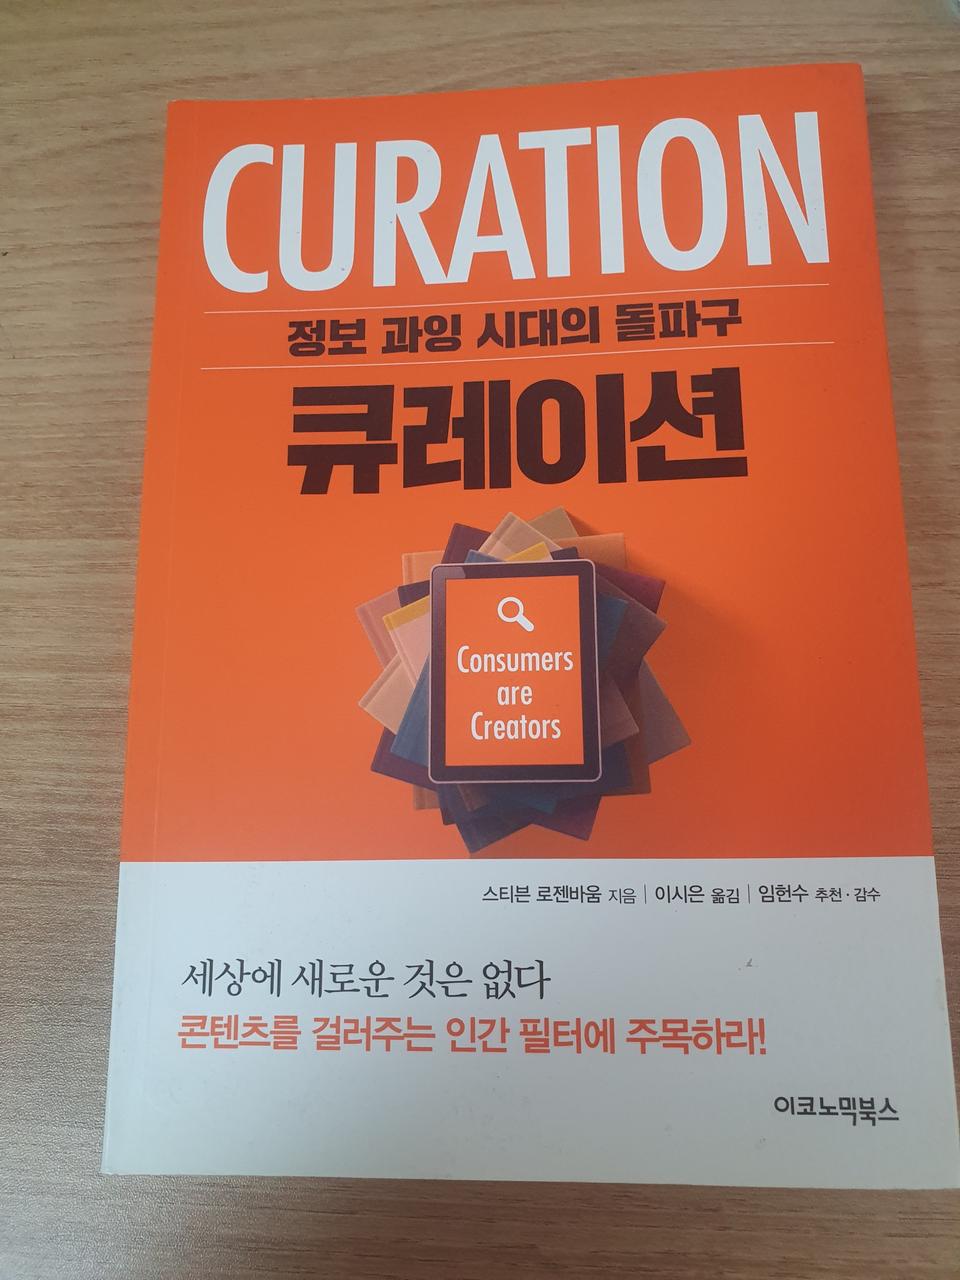 CURATION
정보 과잉 시대의 돌파구
큐레이션
Consumers
are
Creators
스티븐 로젠바움 지음 | 이시은 옮김 | 임헌수 추천·감수
세상에 새로운 것은 없다
콘텐츠를 걸러주는 인간 필터에 주목하라!
이코노믹북스